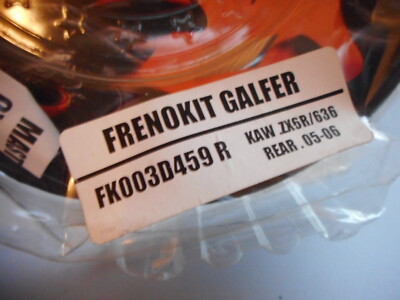 FRENOKIT GALFER
FK003D459 R
KAW ZX6R/636
REAR . 05-06